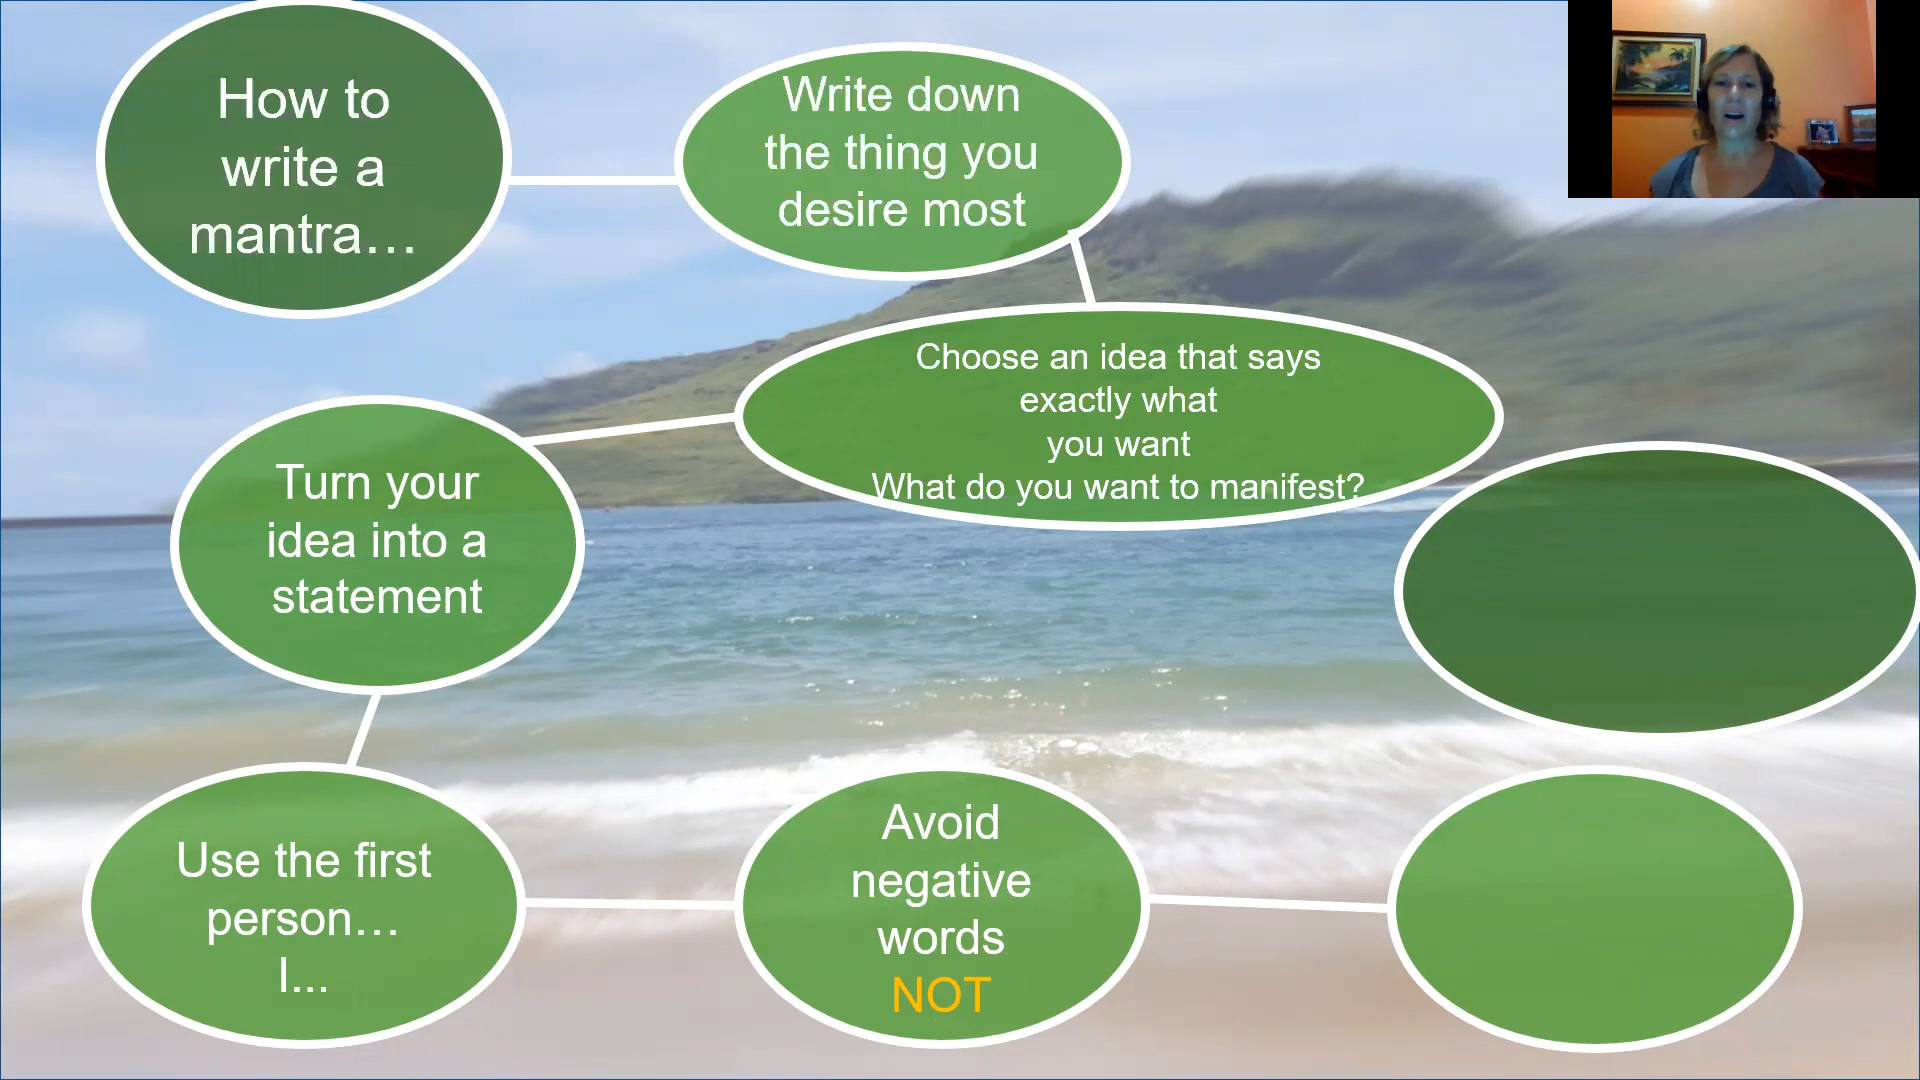 How to
write a
mantra…
Write down
the thing you
desire most
Choose an idea that says
exactly what
you want
What do you want to manifest?
Turn your
idea into a
statement
Use the first
person…
I...
Avoid
negative
words
NOT